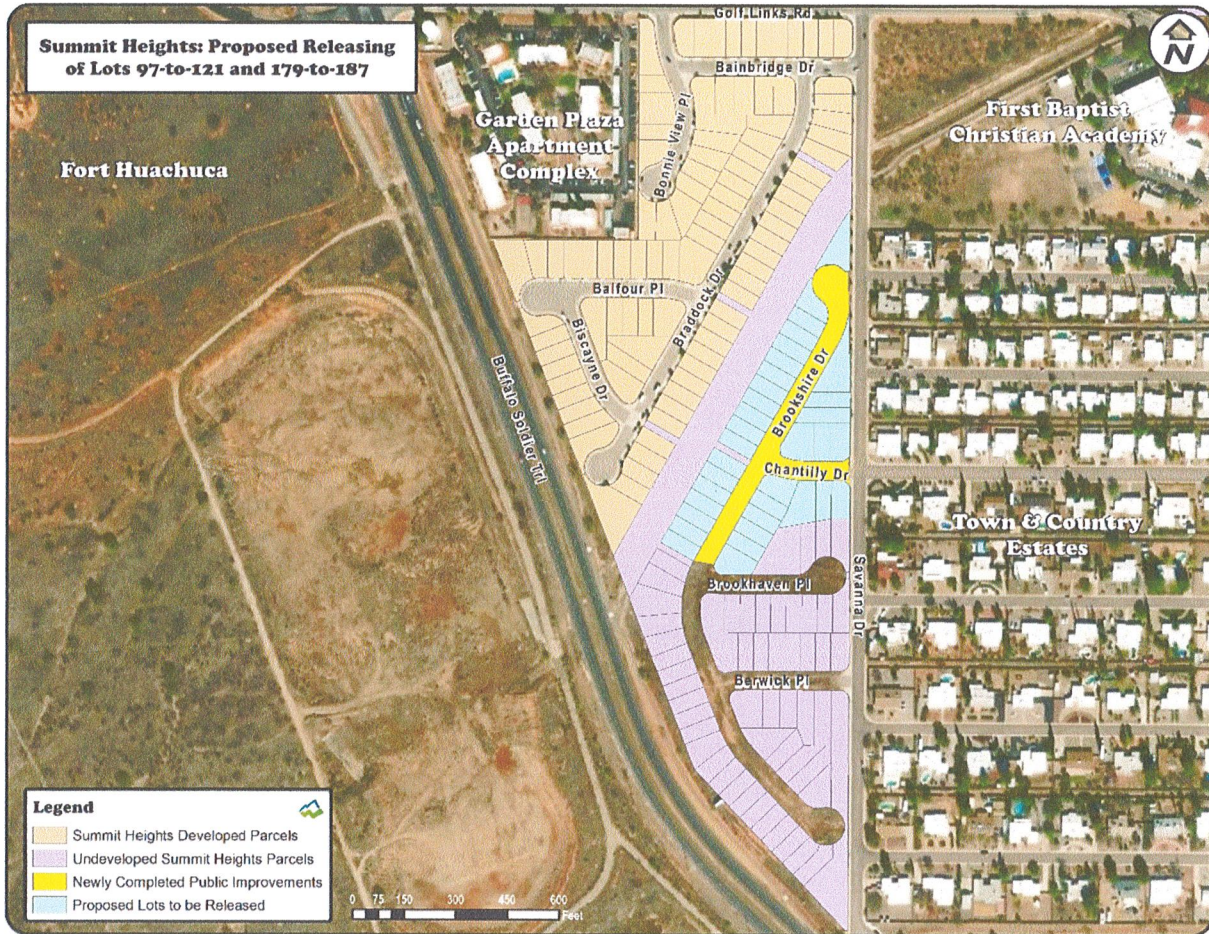 Summit Heights: Proposed Releasing
of Lots 97-to-121 and 179-to-187
Golf Links Rd
N
Bainbridge Dr
First Baptist
Christian Academy
Garden Plaza
Apartment
Complex
Bonnie View Pl
Fort Huachuca
Balfour Pl
Braddock Dr
Biscayne Dr
Buffalo Soldier Trl
Brookshire Dr
Chantilly Dr
Town & Country
Estates
Savanna Dr
Brookhaven Pl
Berwick Pl
Legend
Summit Heights Developed Parcels
Undeveloped Summit Heights Parcels
Newly Completed Public Improvements
Proposed Lots to be Released
0 75 150 300 450 600
Feet